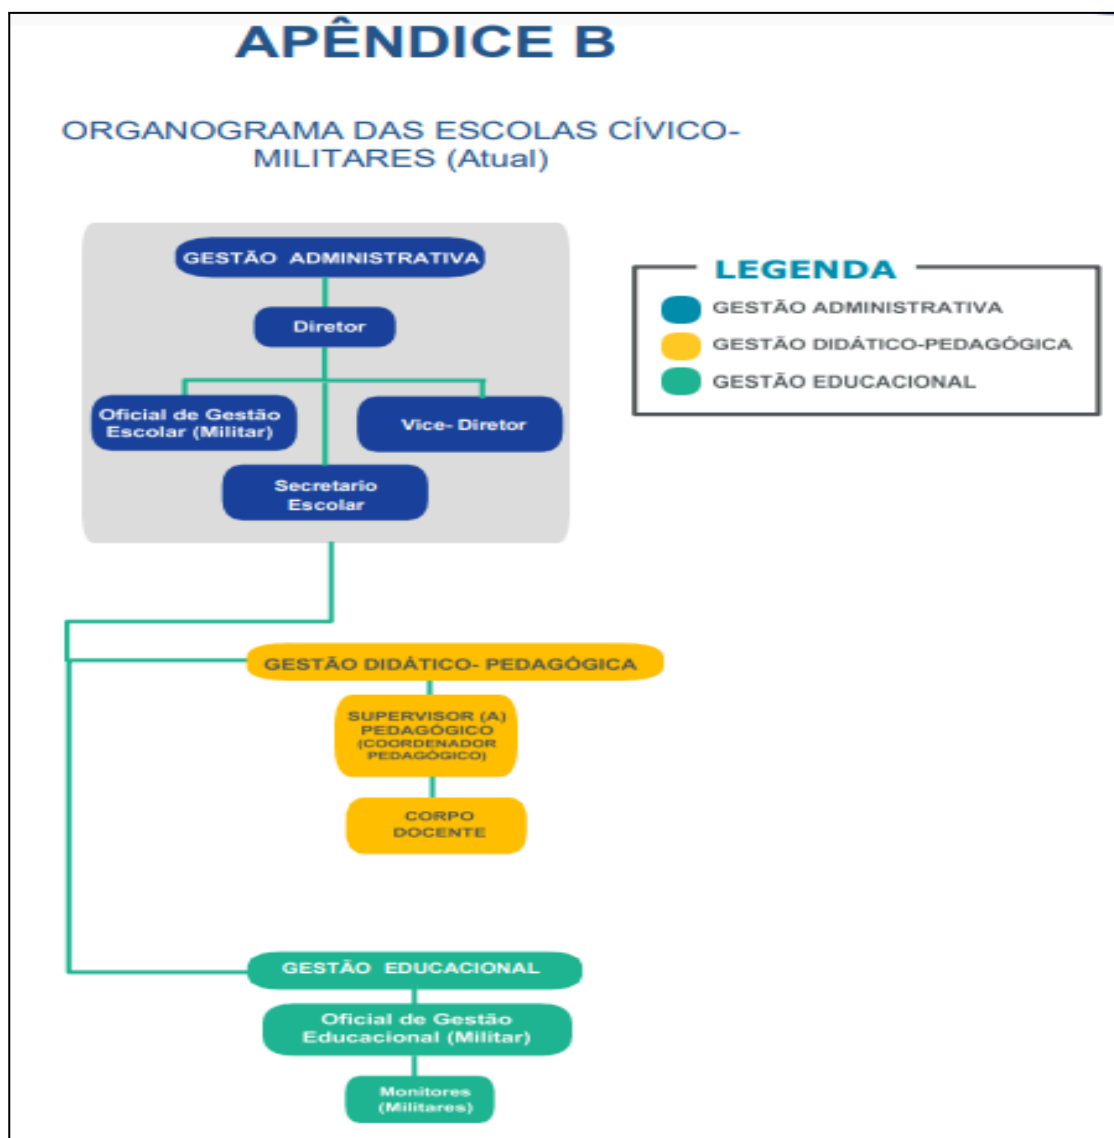 APÊNDICE B
ORGANOGRAMA DAS ESCOLAS CÍVICO-
MILITARES (Atual)
GESTÃO ADMINISTRATIVA
Diretor
Oficial de Gestão
Escolar (Militar)
Vice- Diretor
Secretario
Escolar
LEGENDA
GESTÃO ADMINISTRATIVA
GESTÃO DIDÁTICO-PEDAGÓGICA
GESTÃO EDUCACIONAL
GESTÃO DIDÁTICO- PEDAGÓGICA
SUPERVISOR (A)
PEDAGÓGICO
(COORDENADOR
PEDAGÓGICO)
CORPO
DOCENTE
GESTÃO EDUCACIONAL
Oficial de Gestão
Educacional (Militar)
Monitores
(Militares)